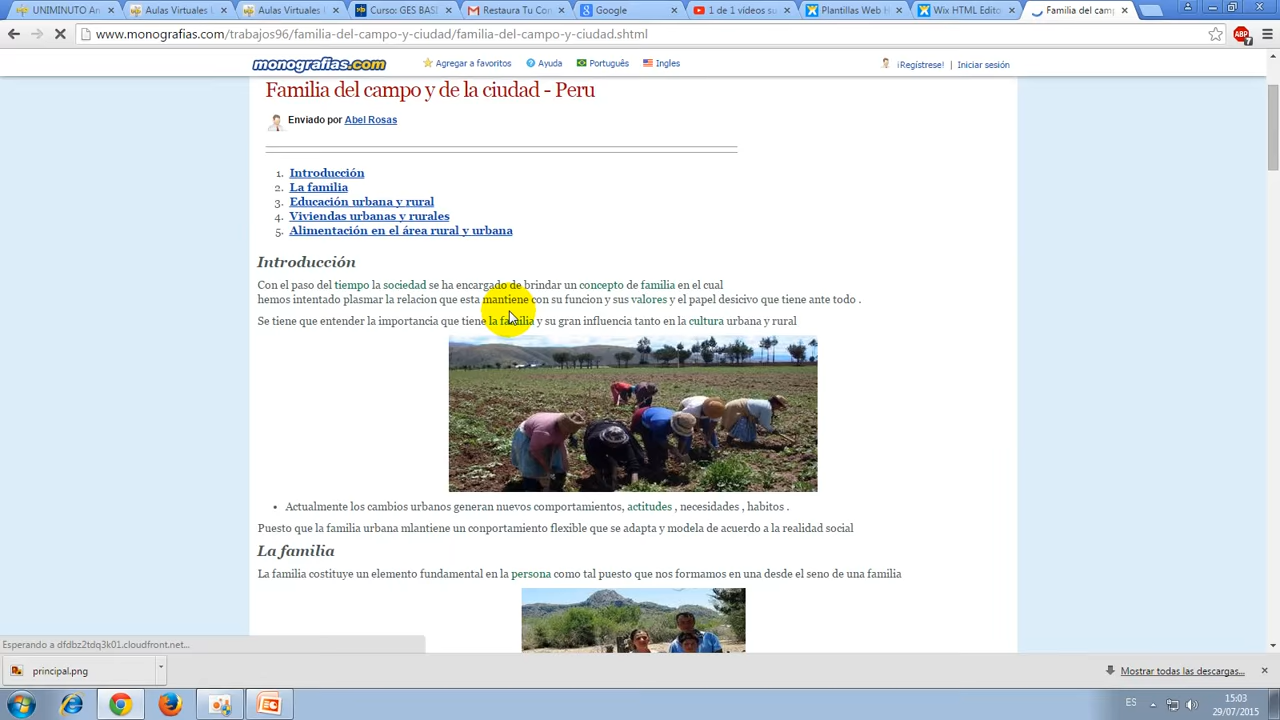 UNIMINUTO An
Aulas Virtuales
Aulas Virtuales
Curso: GES BASI
Restaura Tu Con
Google
1 de 1 vídeos su
Plantillas Web H
Wix HTML Editor
Familia del camp
www.monografias.com/trabajos96/familia-del-campo-y-ciudad/familia-del-campo-y-ciudad.shtml
ABP
7
monografias.com
Agregar a favoritos
Ayuda
Português
Ingles
¡Regístrese!
Iniciar sesión
Familia del campo y de la ciudad - Peru
Enviado por Abel Rosas
1. Introducción
2. La familia
3. Educación urbana y rural
4. Viviendas urbanas y rurales
5. Alimentación en el área rural y urbana
Introducción
Con el paso del tiempo la sociedad se ha encargado de brindar un concepto de familia en el cual
hemos intentado plasmar la relacion que esta mantiene con su funcion y sus valores y el papel desicivo que tiene ante todo .
Se tiene que entender la importancia que tiene la familia y su gran influencia tanto en la cultura urbana y rural
• Actualmente los cambios urbanos generan nuevos comportamientos, actitudes , necesidades , habitos .
Puesto que la familia urbana mlantiene un conportamiento flexible que se adapta y modela de acuerdo a la realidad social
La familia
La familia costituye un elemento fundamental en la persona como tal puesto que nos formamos en una desde el seno de una familia
Esperando a dfdbz2tdq3k01.cloudfront.net...
principal.png
Mostrar todas las descargas...
ES
15:03
29/07/2015